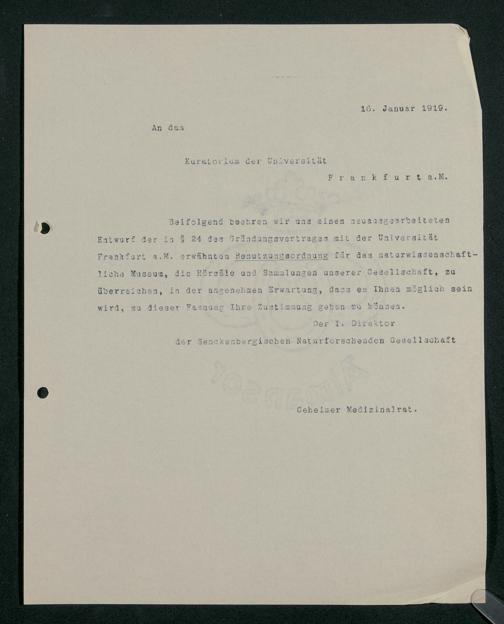 16. Januar 1919.
An das
Kuratorium der Universität
Frankfurt a.M.
Beifolgend beehren wir uns einen neuausgearbeiteten
Entwurf der in § 24 des Gründungsvertrages mit der Universität
Frankfurt a.M. erwähnten Benutzungsordnung für das naturwissenschaft-
liche Museum, die Hörsäle und Sammlungen unserer Gesellschaft, zu
überreichen, in der angenehmen Erwartung, dass es Ihnen möglich sein
wird, zu dieser Fassung Ihre Zustimmung geben zu können.
Der I. Direktor
der Senckenbergischen Naturforschenden Gesellschaft
Geheimer Medizinalrat.